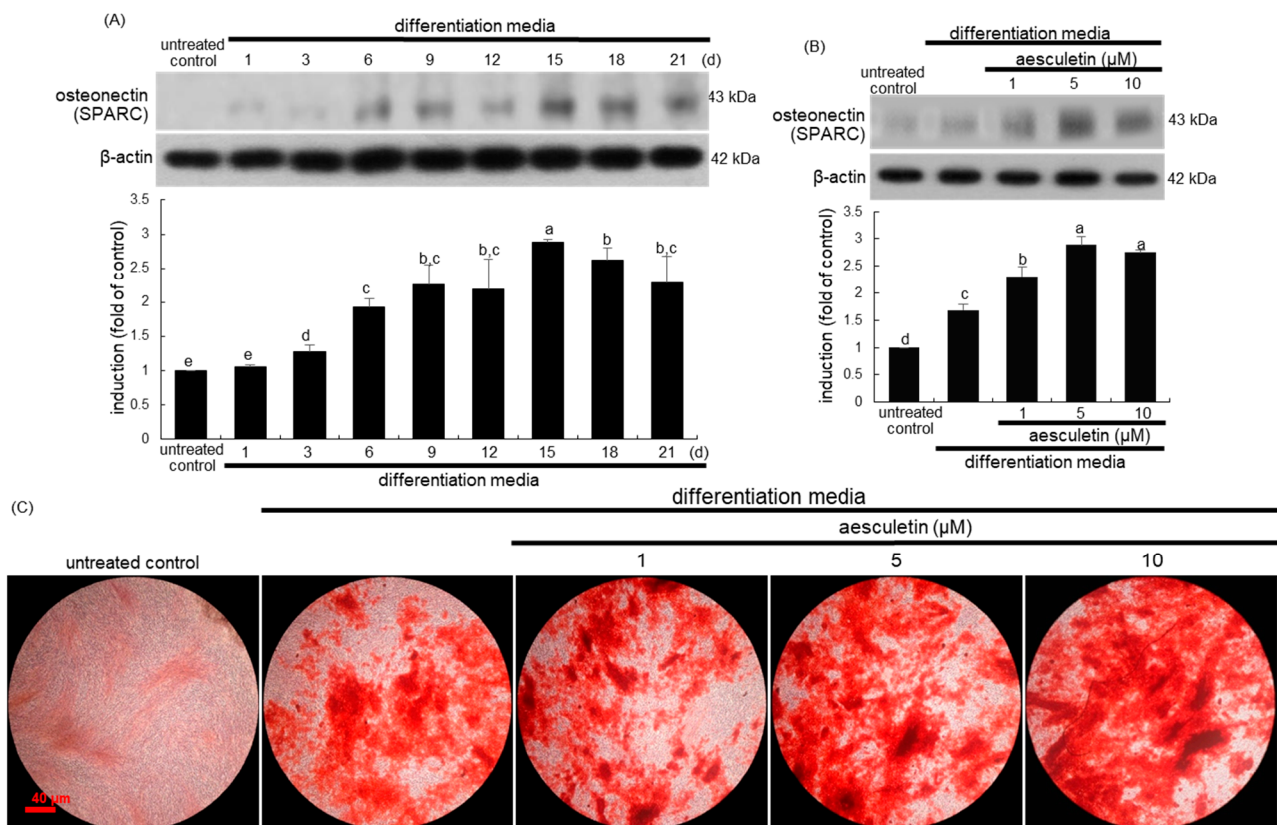 (A)
differentiation media
untreated
control
1 3 6 9 12 15 18 21 (d)
osteonectin
(SPARC)
43 kDa
β-actin
42 kDa
induction (fold of control)
3.5
3
2.5
2
1.5
1
0.5
0
e e d c b,c b,c a b b,c
untreated
control
1 3 6 9 12 15 18 21 (d)
differentiation media
(B)
differentiation media
aesculetin (μM)
untreated
control
1 5 10
osteonectin
(SPARC)
43 kDa
β-actin
42 kDa
induction (fold of control)
3.5
3
2.5
2
1.5
1
0.5
0
d c b a a
untreated
control
1 5 10
aesculetin (μM)
differentiation media
(C)
differentiation media
aesculetin (μM)
untreated control
1 5 10
40 μm